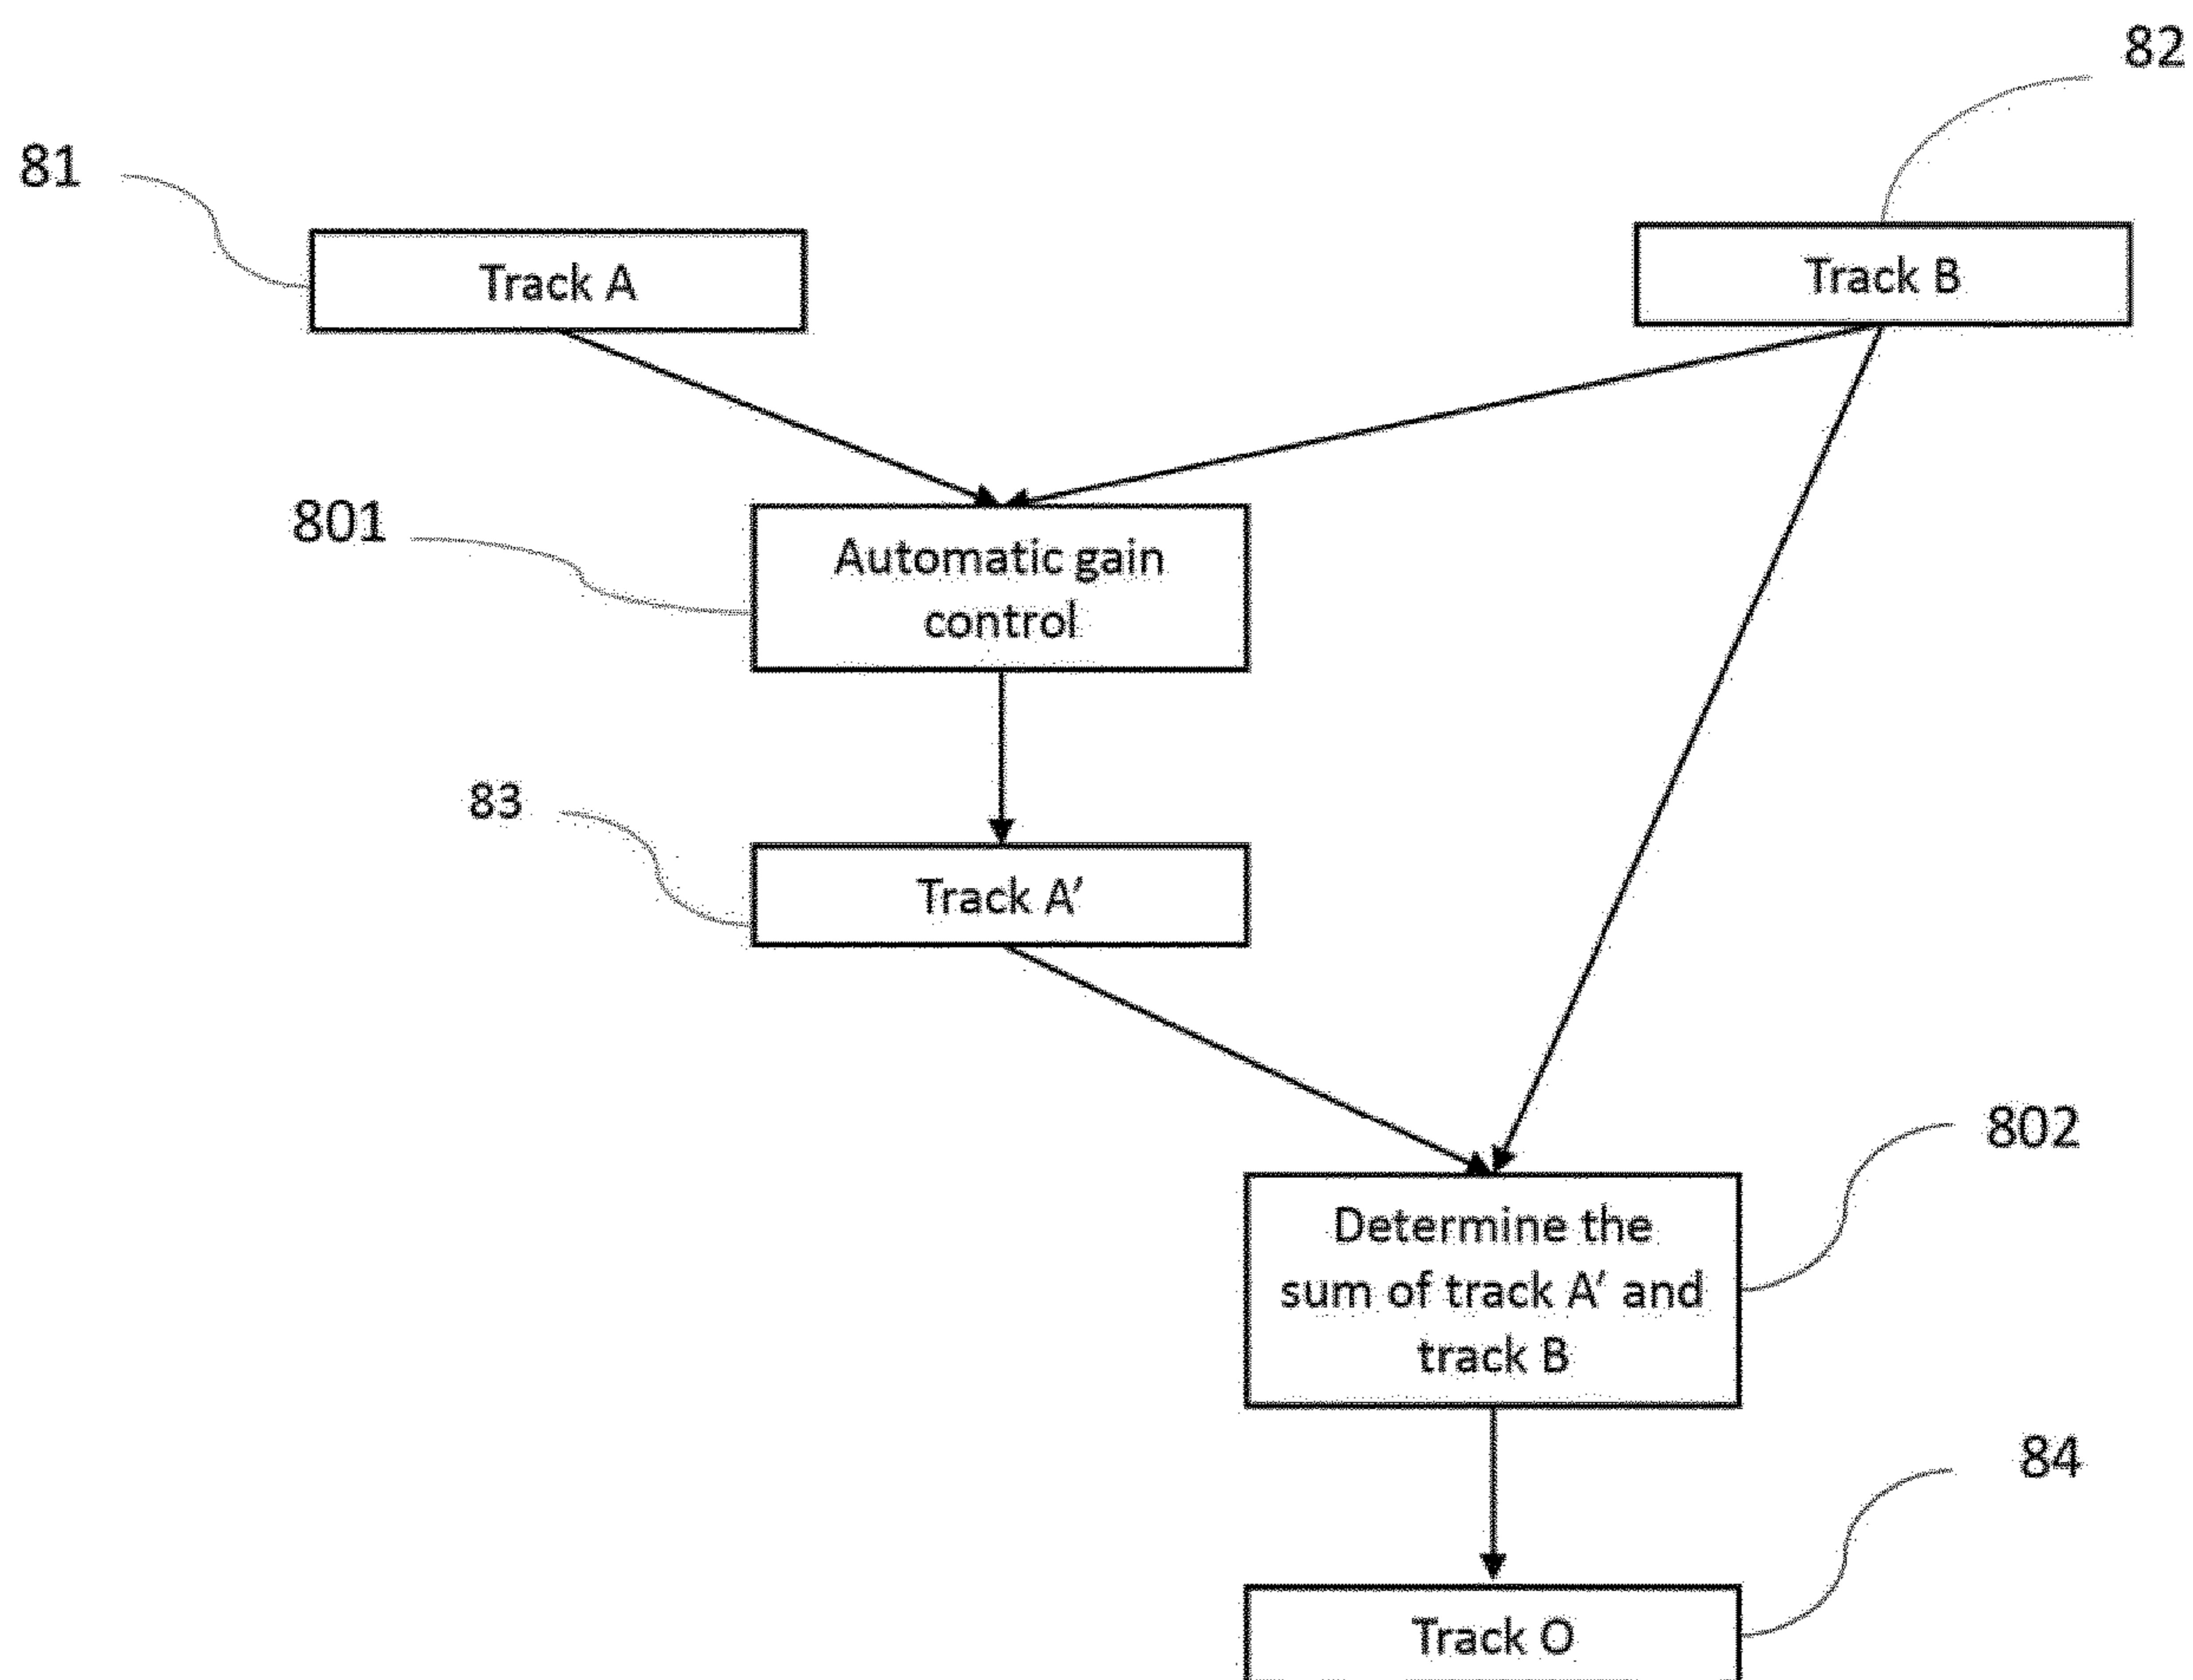 82
81
Track A
Track B
801
Automatic gain
control
83
Track A′
802
Determine the
sum of track A′ and
track B
84
Track O